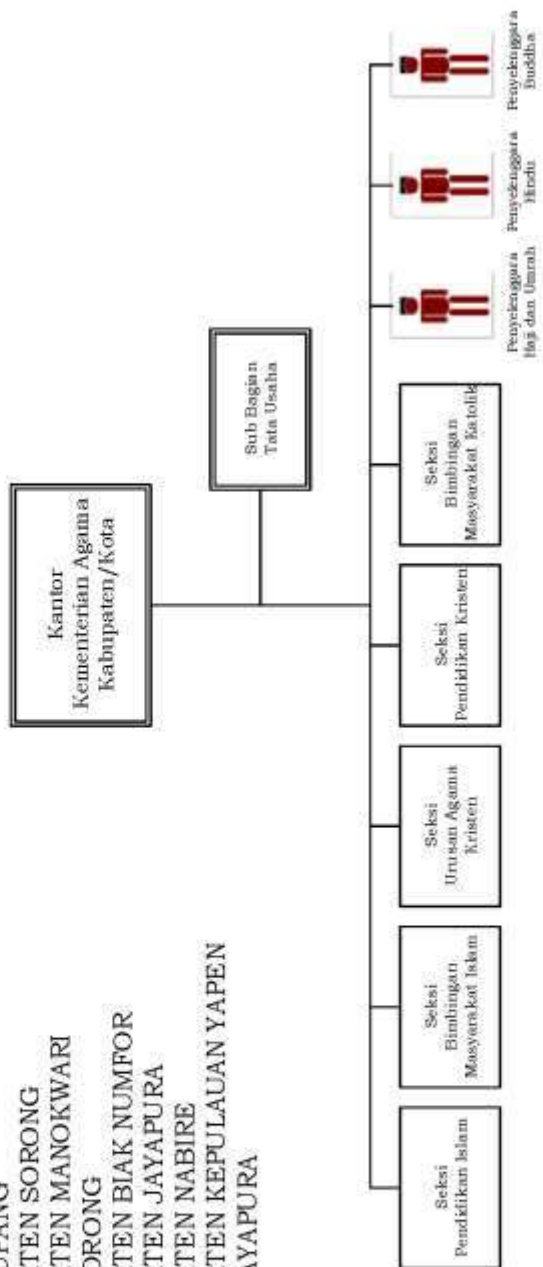 UPANG
TEN SORONG
TEN MANOKWARI
ORONG
TEN BIAK NUMFOR
TEN JAYAPURA
TEN NABIRE
TEN KEPULAUAN YAPEN
AYAPURA
Kantor
Kementerian Agama
Kabupaten/Kota
Sub Bagian
Tata Usaha
Seksi
Pendidikan Islam
Seksi
Bimbingan
Masyarakat Islam
Seksi
Urusan Agama
Kristen
Seksi
Pendidikan Kristen
Seksi
Bimbingan
Masyarakat Katolik
Penyelenggara
Haji dan Umrah
Penyelenggara
Hindu
Penyelenggara
Buddha